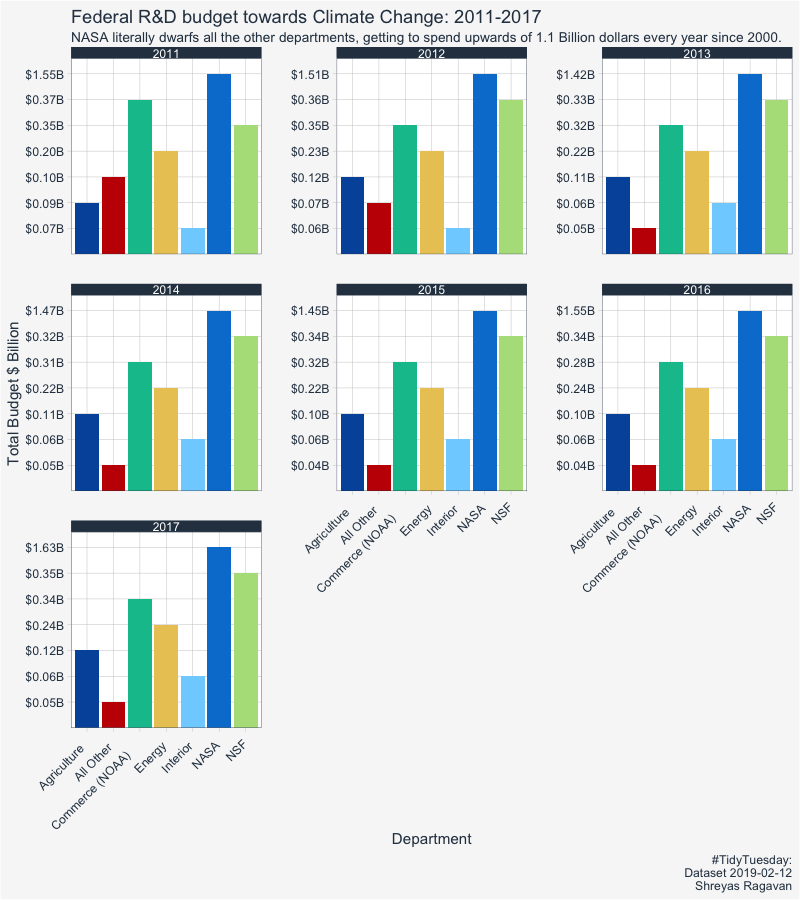 Federal R&D budget towards Climate Change: 2011-2017
NASA literally dwarfs all the other departments, getting to spend upwards of 1.1 Billion dollars every year since 2000.
Total Budget $ Billion
2011
$1.55B
$0.37B
$0.35B
$0.20B
$0.10B
$0.09B
$0.07B
2012
$1.51B
$0.36B
$0.35B
$0.23B
$0.12B
$0.07B
$0.06B
2013
$1.42B
$0.33B
$0.32B
$0.22B
$0.11B
$0.06B
$0.05B
2014
$1.47B
$0.32B
$0.31B
$0.22B
$0.11B
$0.06B
$0.05B
2015
$1.45B
$0.34B
$0.32B
$0.22B
$0.10B
$0.06B
$0.04B
Agriculture
All Other
Commerce (NOAA)
Energy
Interior
NASA
NSF
2016
$1.55B
$0.34B
$0.28B
$0.24B
$0.10B
$0.06B
$0.04B
Agriculture
All Other
Commerce (NOAA)
Energy
Interior
NASA
NSF
2017
$1.63B
$0.35B
$0.34B
$0.24B
$0.12B
$0.06B
$0.05B
Agriculture
All Other
Commerce (NOAA)
Energy
Interior
NASA
NSF
Department
#TidyTuesday:
Dataset 2019-02-12
Shreyas Ragavan